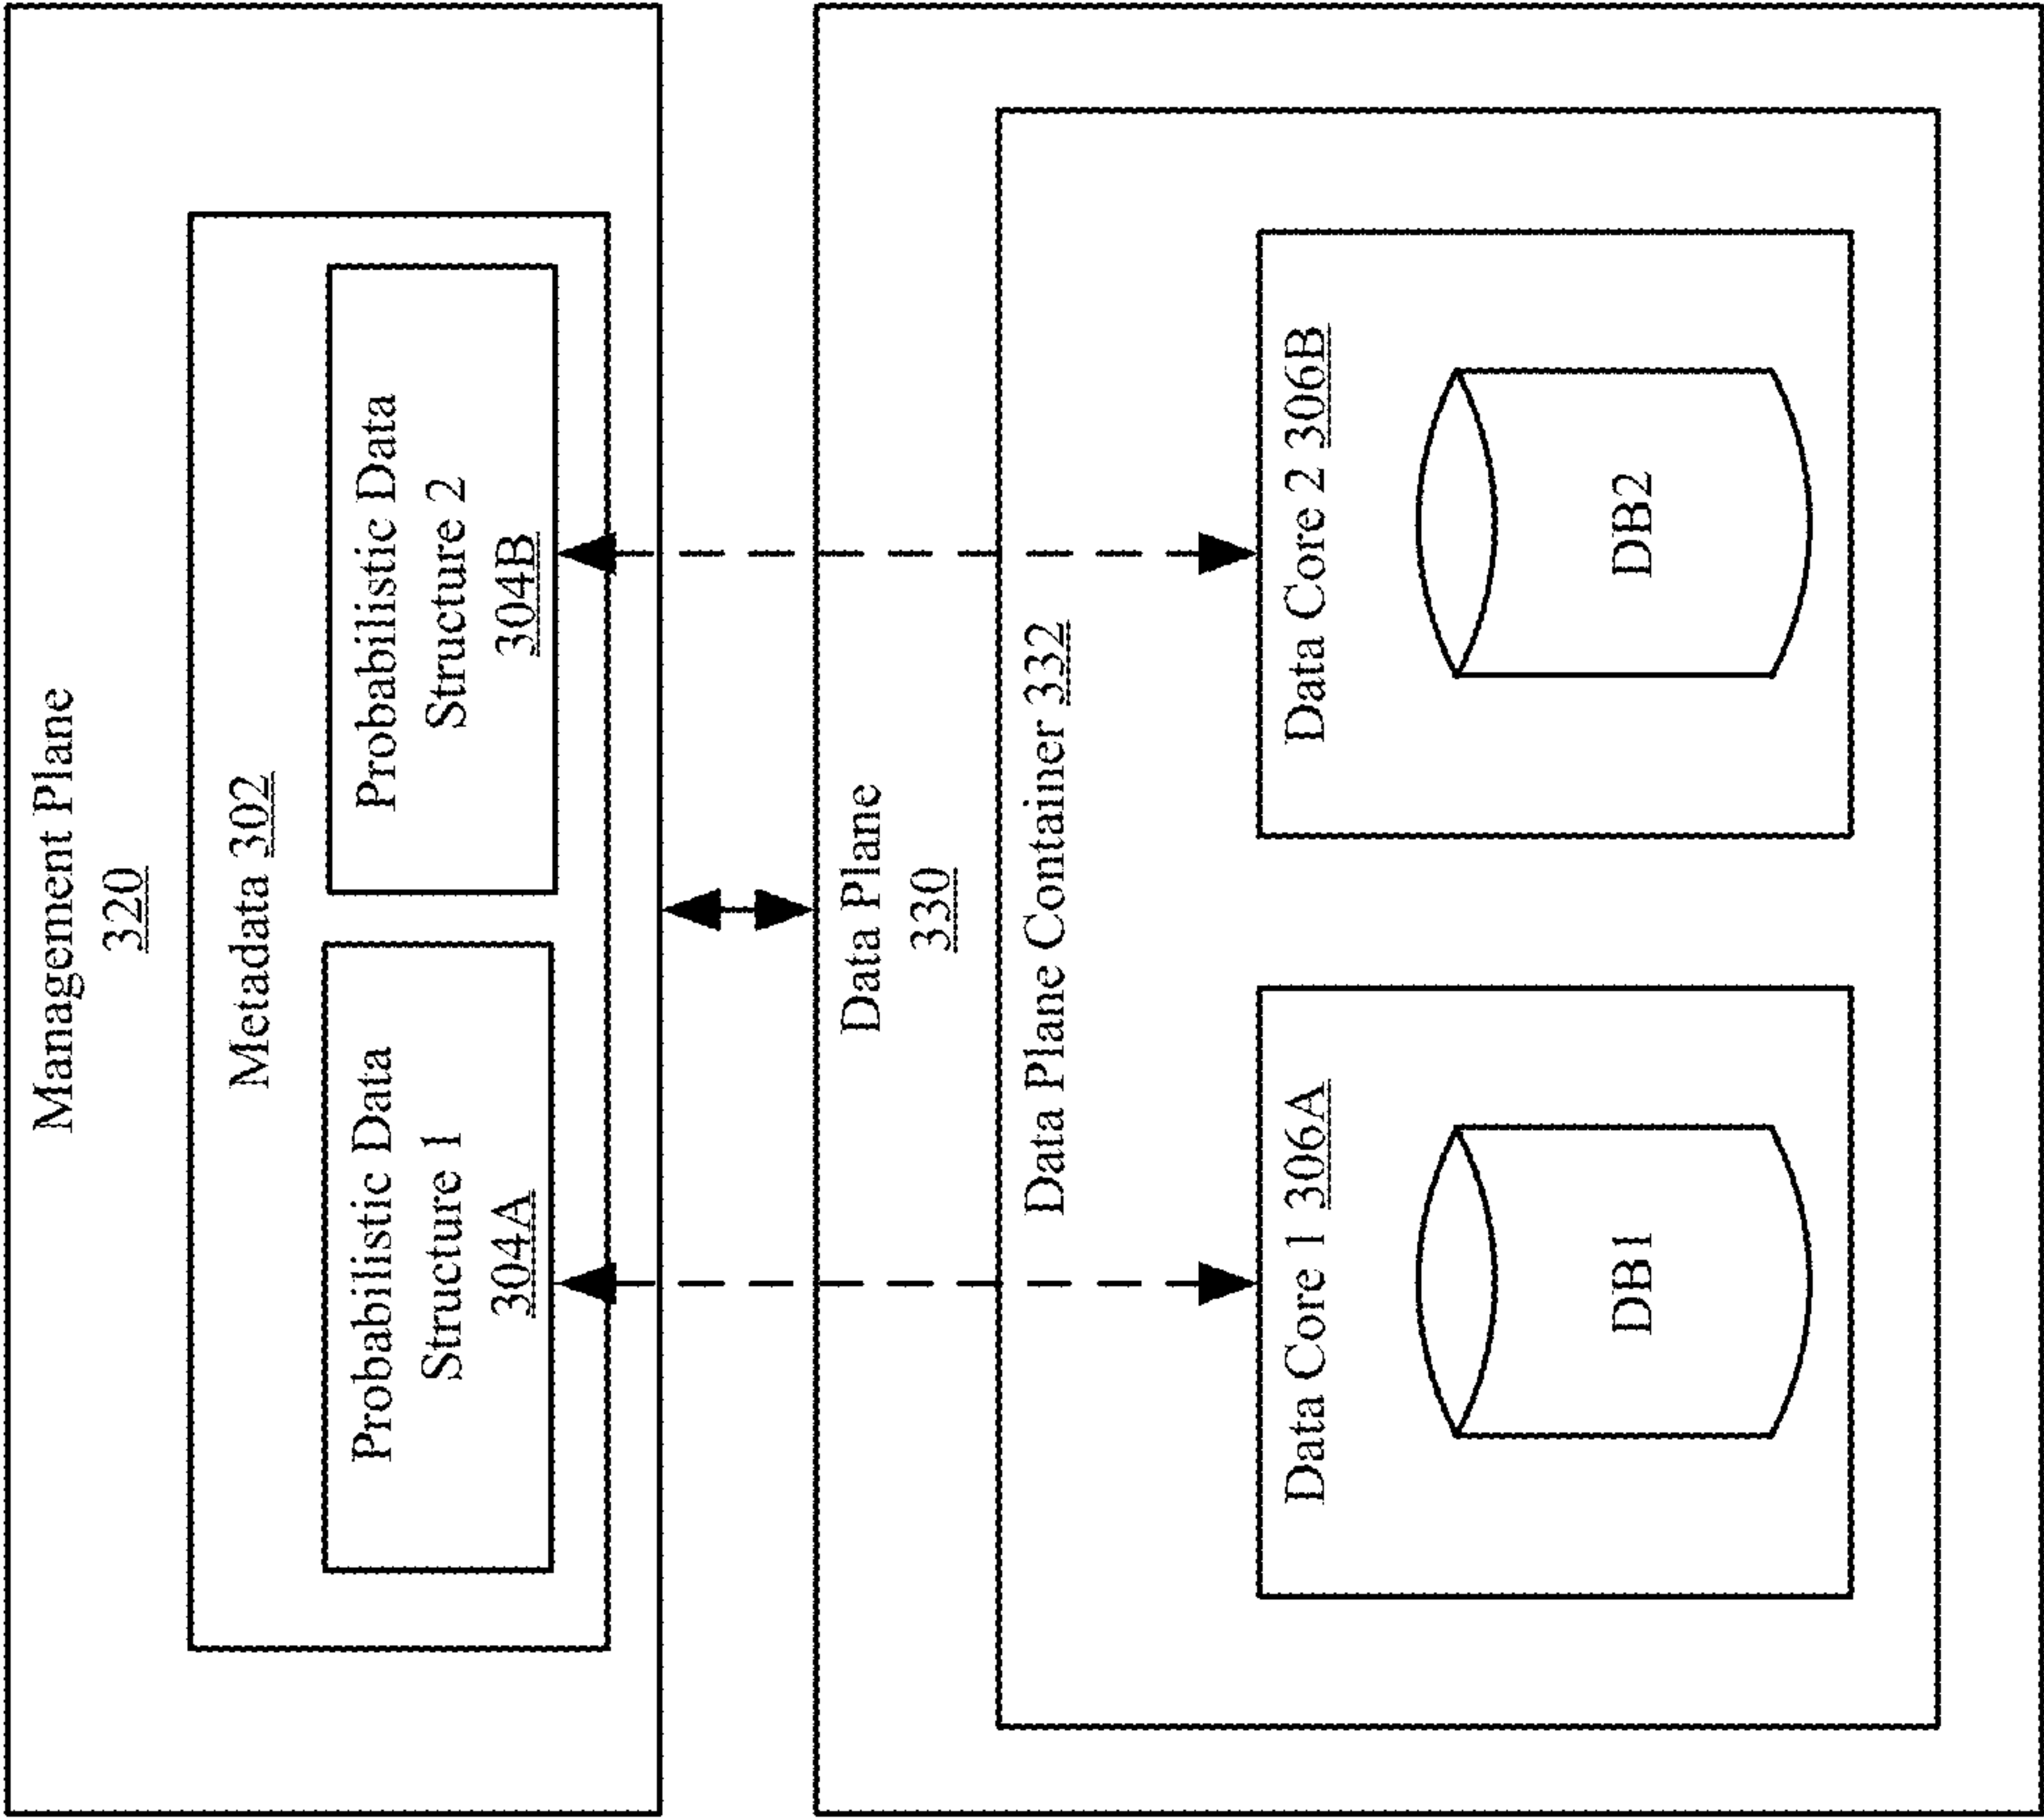 Management Plane
320
Metadata 302
Probabilistic Data
Structure 1
304A
Probabilistic Data
Structure 2
304B
Data Plane
330
Data Plane Container 332
Data Core 1 306A
DB1
Data Core 2 306B
DB2